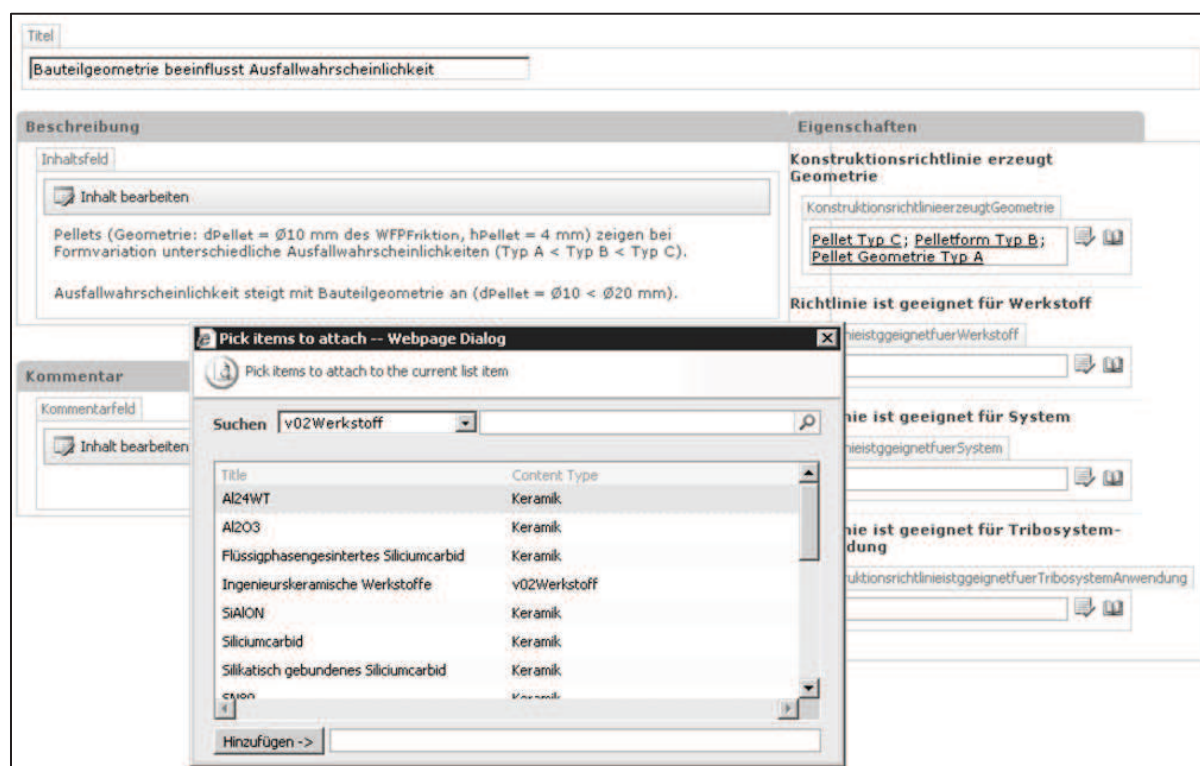 Titel
Bauteilgeometrie beeinflusst Ausfallwahrscheinlichkeit
Beschreibung
Inhaltsfeld
Inhalt bearbeiten
Pellets (Geometrie: dPellet = Ø10 mm des WFPFriktion, hPellet = 4 mm) zeigen bei
Formvariation unterschiedliche Ausfallwahrscheinlichkeiten (Typ A < Typ B < Typ C).
Ausfallwahrscheinlichkeit steigt mit Bauteilgeometrie an (dPellet = Ø10 < Ø20 mm).
Kommentar
Kommentarfeld
Inhalt bearbeiten
Eigenschaften
Konstruktionsrichtlinie erzeugt
Geometrie
KonstruktionsrichtlinieerzeugtGeometrie
Pellet Typ C; Pelletform Typ B;
Pellet Geometrie Typ A
Richtlinie ist geeignet für Werkstoff
nieistggeignetfuerWerkstoff
nie ist geeignet für System
nieistggeignetfuerSystem
nie ist geeignet für Tribosystem-
dung
ruktionsrichtlinieistggeignetfuerTribosystemAnwendung
Pick items to attach -- Webpage Dialog
Pick items to attach to the current list item
Suchen v02Werkstoff
Title Content Type
Al24WT Keramik
Al2O3 Keramik
Flüssigphasengesintertes Siliciumcarbid Keramik
Ingenieurskeramische Werkstoffe v02Werkstoff
SiAlON Keramik
Siliciumcarbid Keramik
Silikatisch gebundenes Siliciumcarbid Keramik
SN80 Keramik
Hinzufügen ->